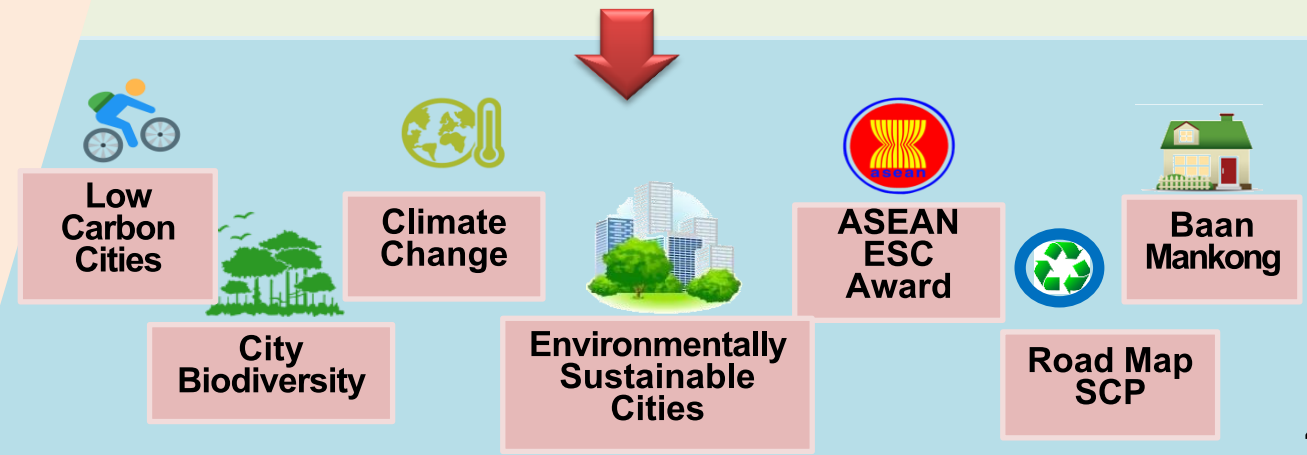 Low
Carbon
Cities
City
Biodiversity
Climate
Change
Environmentally
Sustainable
Cities
asean
ASEAN
ESC
Award
Road Map
SCP
Baan
Mankong